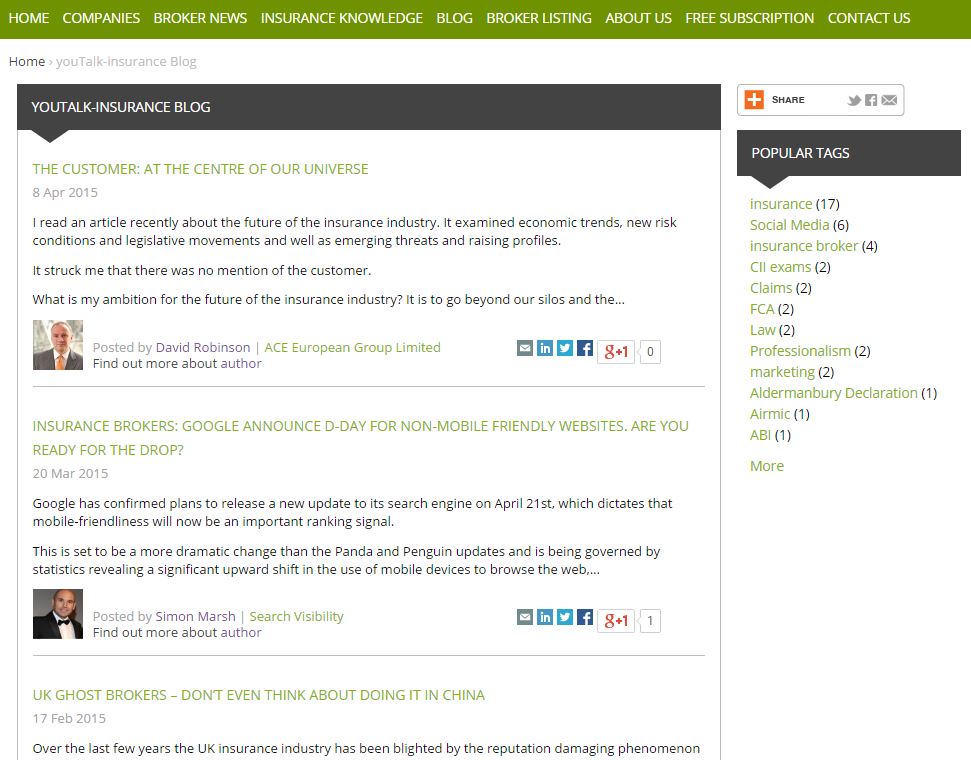 HOME COMPANIES BROKER NEWS INSURANCE KNOWLEDGE BLOG BROKER LISTING ABOUT US FREE SUBSCRIPTION CONTACT US
Home › youTalk-insurance Blog
YOUTALK-INSURANCE BLOG
THE CUSTOMER: AT THE CENTRE OF OUR UNIVERSE
8 Apr 2015
I read an article recently about the future of the insurance industry. It examined economic trends, new risk
conditions and legislative movements and well as emerging threats and raising profiles.
It struck me that there was no mention of the customer.
What is my ambition for the future of the insurance industry? It is to go beyond our silos and the...
Posted by David Robinson | ACE European Group Limited
Find out more about author
g+1 0
INSURANCE BROKERS: GOOGLE ANNOUNCE D-DAY FOR NON-MOBILE FRIENDLY WEBSITES. ARE YOU
READY FOR THE DROP?
20 Mar 2015
Google has confirmed plans to release a new update to its search engine on April 21st, which dictates that
mobile-friendliness will now be an important ranking signal.
This is set to be a more dramatic change than the Panda and Penguin updates and is being governed by
statistics revealing a significant upward shift in the use of mobile devices to browse the web,...
Posted by Simon Marsh | Search Visibility
Find out more about author
g+1 1
UK GHOST BROKERS – DON'T EVEN THINK ABOUT DOING IT IN CHINA
17 Feb 2015
Over the last few years the UK insurance industry has been blighted by the reputation damaging phenomenon
SHARE
POPULAR TAGS
insurance (17)
Social Media (6)
insurance broker (4)
CII exams (2)
Claims (2)
FCA (2)
Law (2)
Professionalism (2)
marketing (2)
Aldermanbury Declaration (1)
Airmic (1)
ABI (1)
More